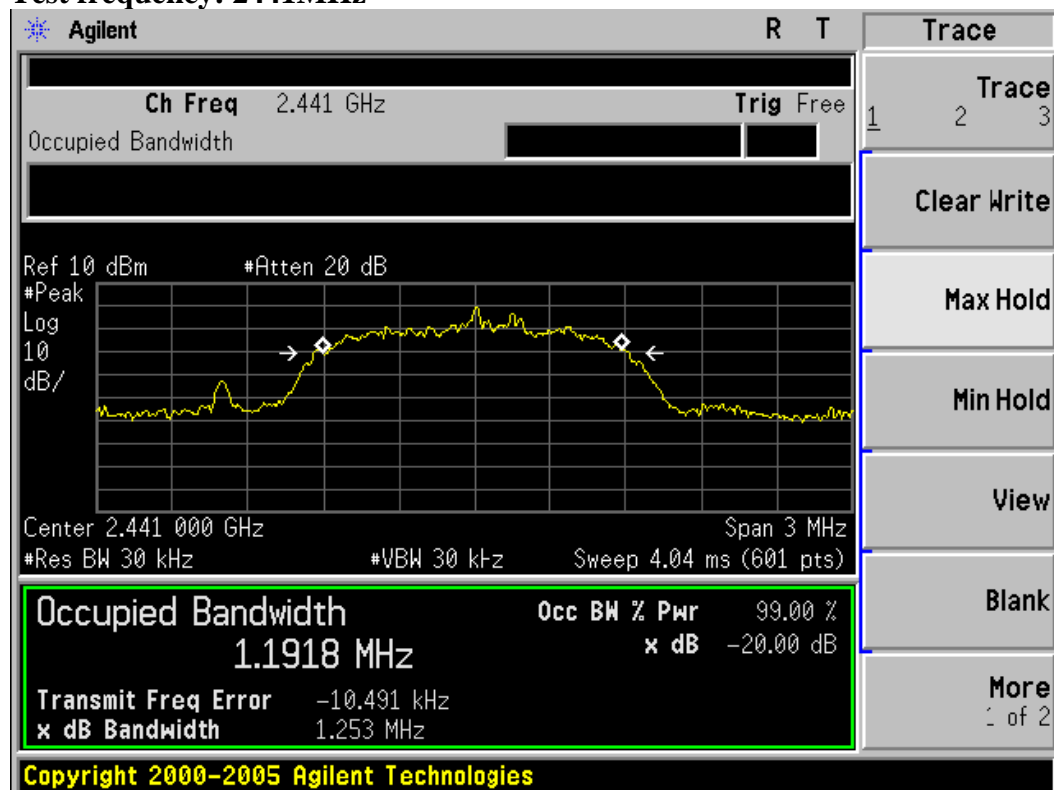 Test frequency: 2441MHz
Agilent R T Trace
Ch Freq 2.441 GHz Trig Free
Occupied Bandwidth
Trace
1 2 3
Clear Write
Max Hold
Min Hold
View
Blank
More
1 of 2
Ref 10 dBm #Atten 20 dB
#Peak
Log
10
dB/
Center 2.441 000 GHz Span 3 MHz
#Res BW 30 kHz #VBW 30 kHz Sweep 4.04 ms (601 pts)
Occupied Bandwidth Occ BW % Pwr 99.00 %
1.1918 MHz x dB -20.00 dB
Transmit Freq Error -10.491 kHz
x dB Bandwidth 1.253 MHz
Copyright 2000-2005 Agilent Technologies